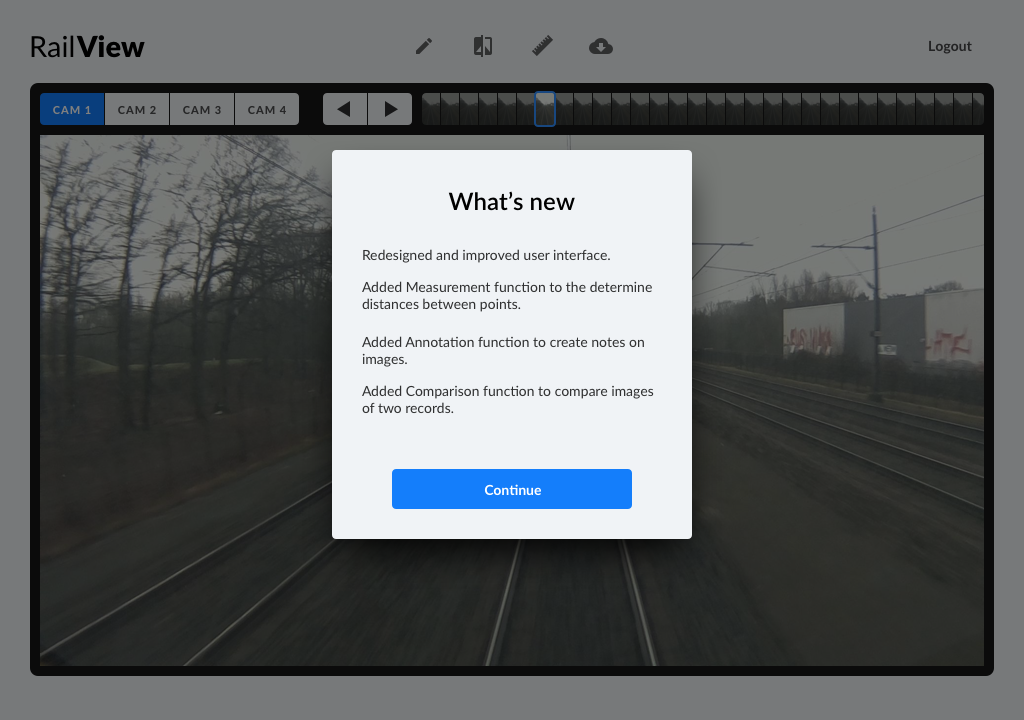 RailView
Logout
CAM 1 CAM 2 CAM 3 CAM 4
What’s new
Redesigned and improved user interface.
Added Measurement function to the determine
distances between points.
Added Annotation function to create notes on
images.
Added Comparison function to compare images
of two records.
Continue